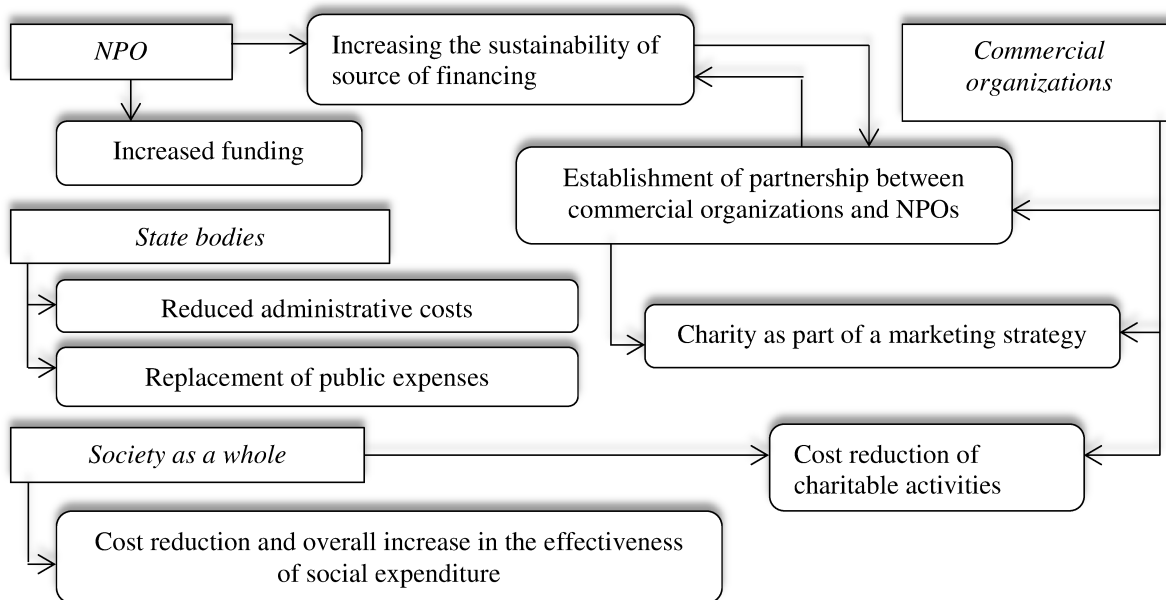 NPO
Increasing the sustainability of
source of financing
Commercial
organizations
Increased funding
Establishment of partnership between
commercial organizations and NPOs
State bodies
Reduced administrative costs
Charity as part of a marketing strategy
Replacement of public expenses
Society as a whole
Cost reduction of
charitable activities
Cost reduction and overall increase in the effectiveness
of social expenditure